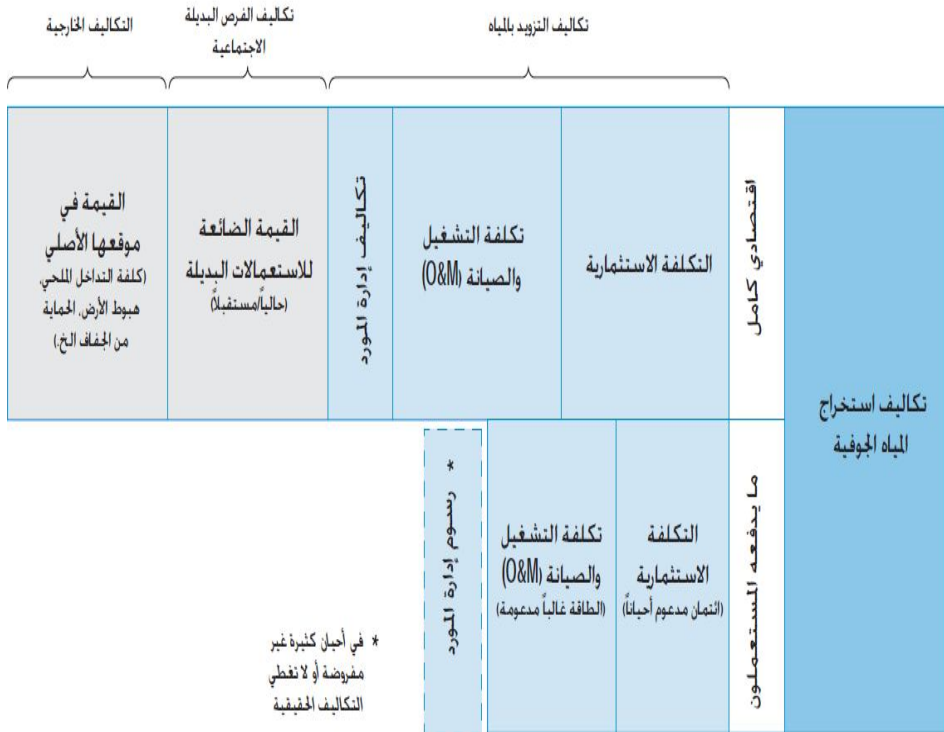 تكاليف التزويد بالمياه
تكاليف الفرص البديلة
الاجتماعية
التكاليف الخارجية
تكاليف استخراج
المياه الجوفية
اقتصادي كامل
التكلفة الاستثمارية
تكلفة التشغيل
والصيانة (O&M)
تكاليف إدارة المورد
القيمة الضائعة
للاستعمالات البديلة
(حالياً/مستقبلاً)
القيمة في
موقعها الأصلي
(كلفة التداخل الملحي،
هبوط الأرض، الحماية
من الجفاف الخ.)
ما يدفعه المستعملون
التكلفة
الاستثمارية
(ائتمان مدعوم أحياناً)
تكلفة التشغيل
والصيانة (O&M)
(الطاقة غالباً مدعومة)
* رسوم إدارة المورد
* في أحيان كثيرة غير
مفروضة أو لا تغطي
التكاليف الحقيقية